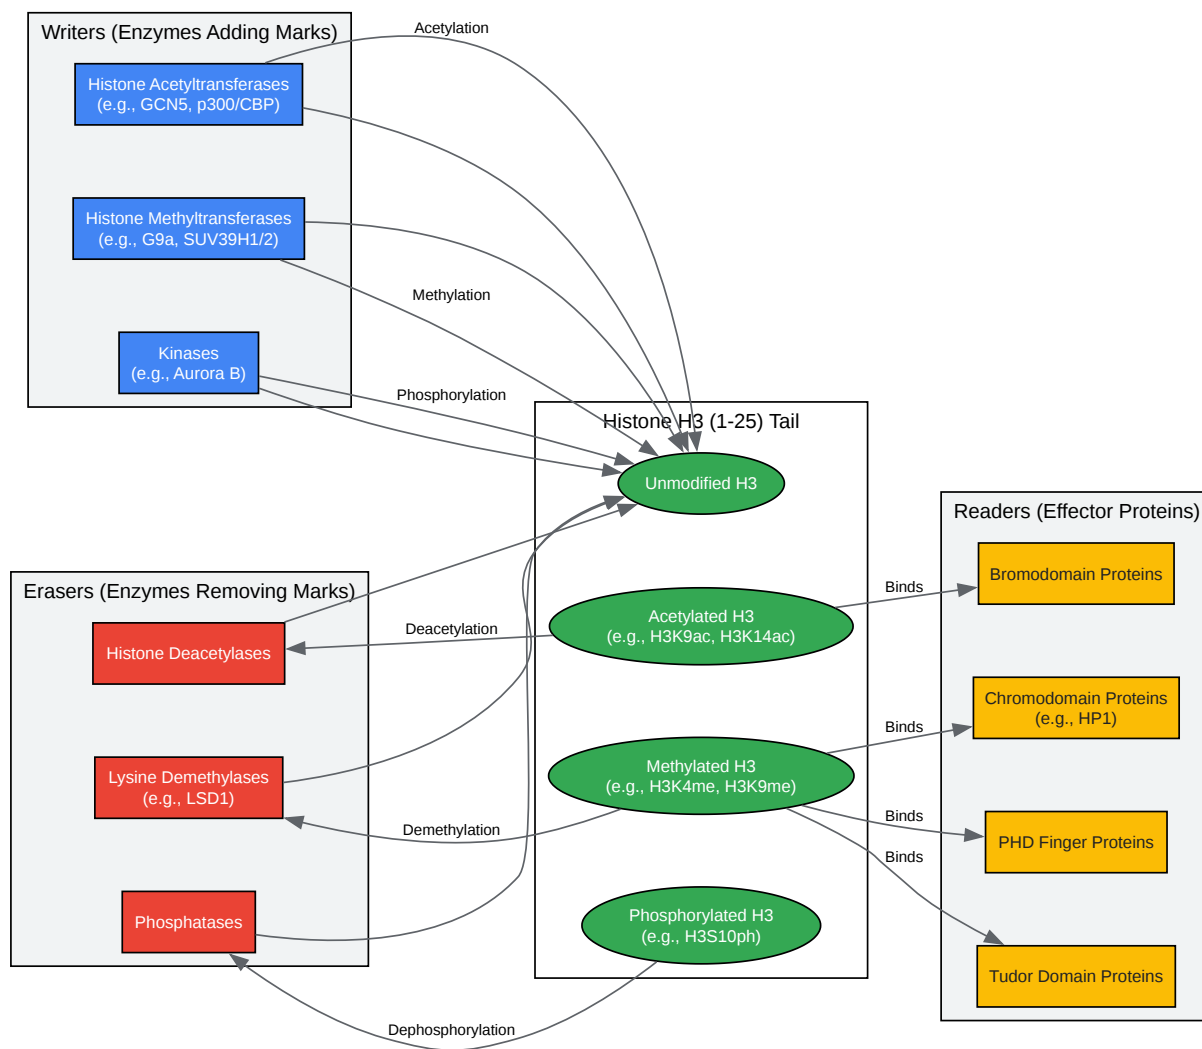 Writers (Enzymes Adding Marks)
Acetylation
Histone Acetyltransferases
(e.g., GCN5, p300/CBP)
Histone Methyltransferases
(e.g., G9a, SUV39H1/2)
Methylation
Kinases
(e.g., Aurora B)
Phosphorylation
Histone H3 (1-25) Tail
Unmodified H3
Acetylated H3
(e.g., H3K9ac, H3K14ac)
Methylated H3
(e.g., H3K4me, H3K9me)
Phosphorylated H3
(e.g., H3S10ph)
Erasers (Enzymes Removing Marks)
Histone Deacetylases
Deacetylation
Lysine Demethylases
(e.g., LSD1)
Demethylation
Phosphatases
Dephosphorylation
Readers (Effector Proteins)
Binds
Bromodomain Proteins
Binds
Chromodomain Proteins
(e.g., HP1)
Binds
PHD Finger Proteins
Binds
Tudor Domain Proteins